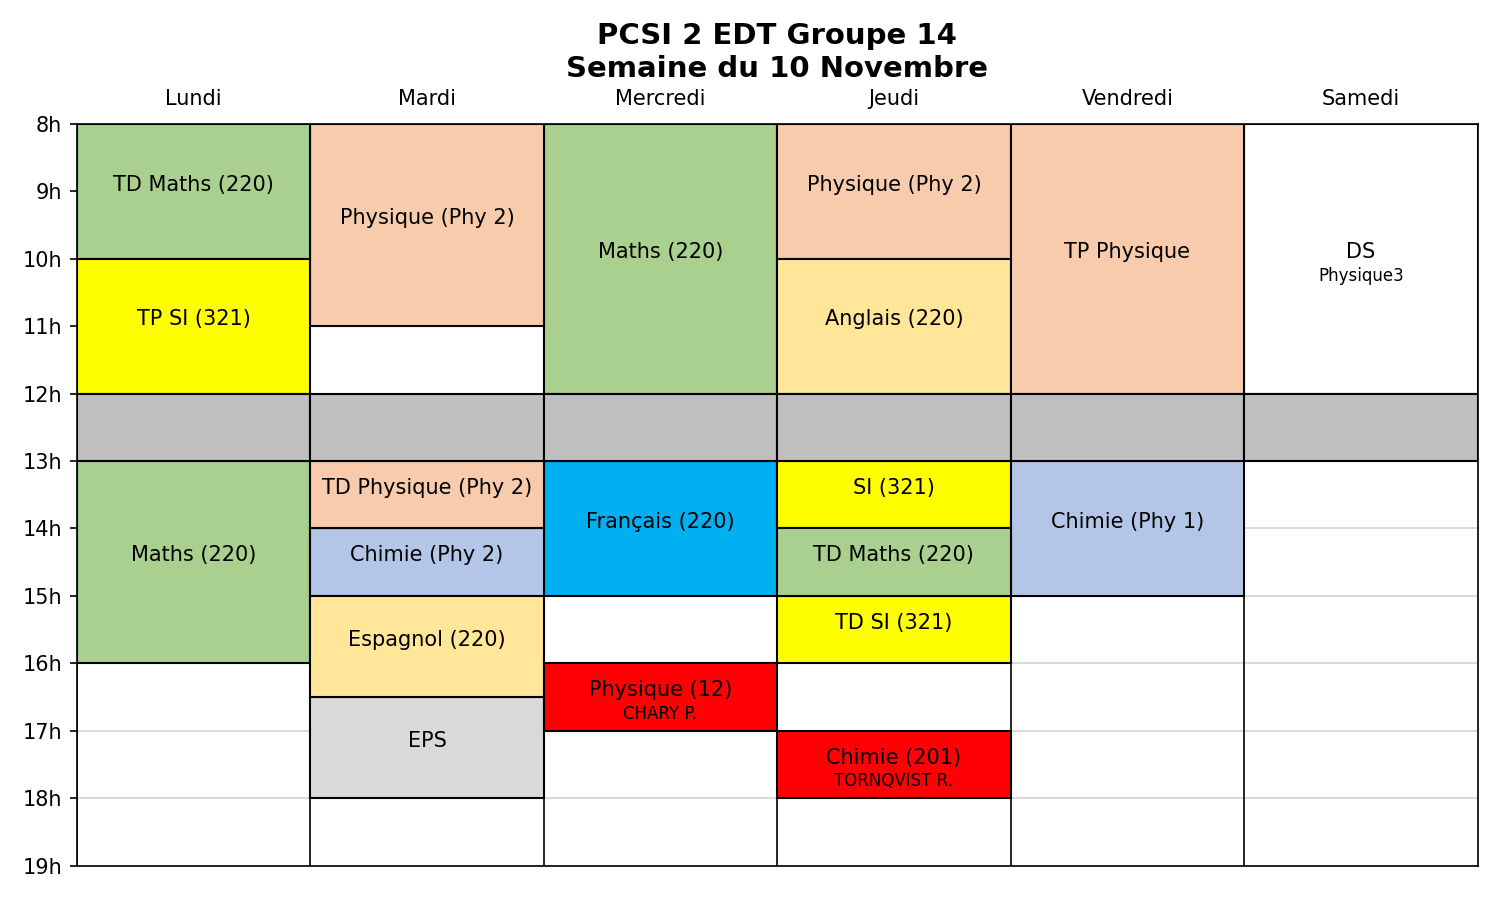 PCSI 2 EDT Groupe 14
Semaine du 10 Novembre
Lundi Mardi Mercredi Jeudi Vendredi Samedi
8h
9h
10h
11h
12h
13h
14h
15h
16h
17h
18h
19h
TD Maths (220)
TP SI (321)
Maths (220)
Physique (Phy 2)
TD Physique (Phy 2)
Chimie (Phy 2)
Espagnol (220)
EPS
Maths (220)
Français (220)
Physique (12)
CHARY P.
Physique (Phy 2)
Anglais (220)
SI (321)
TD Maths (220)
TD SI (321)
Chimie (201)
TORNQVIST R.
TP Physique
Chimie (Phy 1)
DS
Physique3